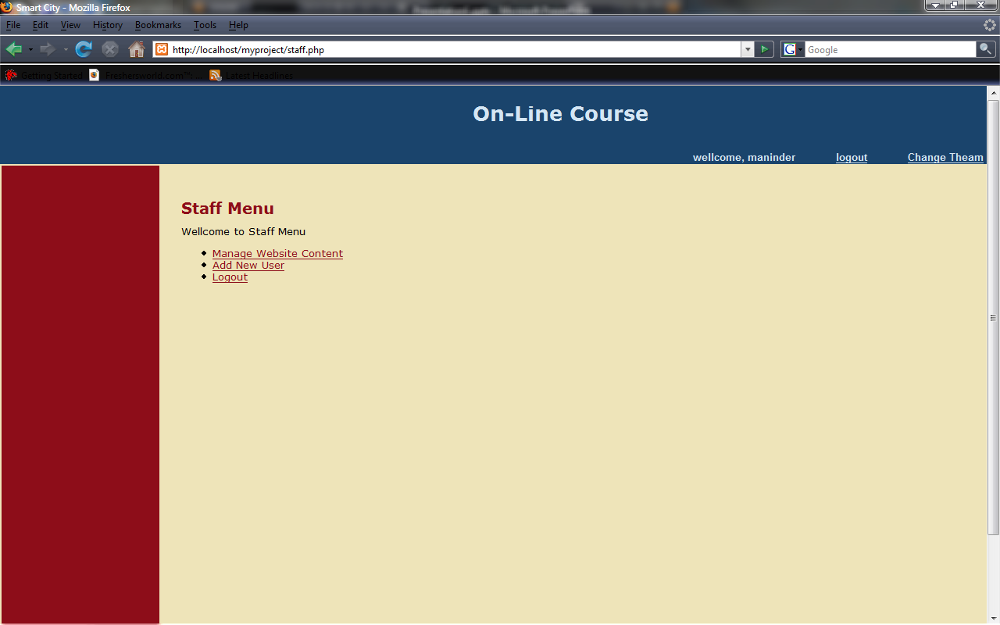 Smart City - Mozilla Firefox
File Edit View History Bookmarks Tools Help
http://localhost/myproject/staff.php Google
Getting Started Freshersworld.com Latest Headlines
On-Line Course
wellcome, maninder logout Change Theam
Staff Menu
Wellcome to Staff Menu
Manage Website Content
Add New User
Logout